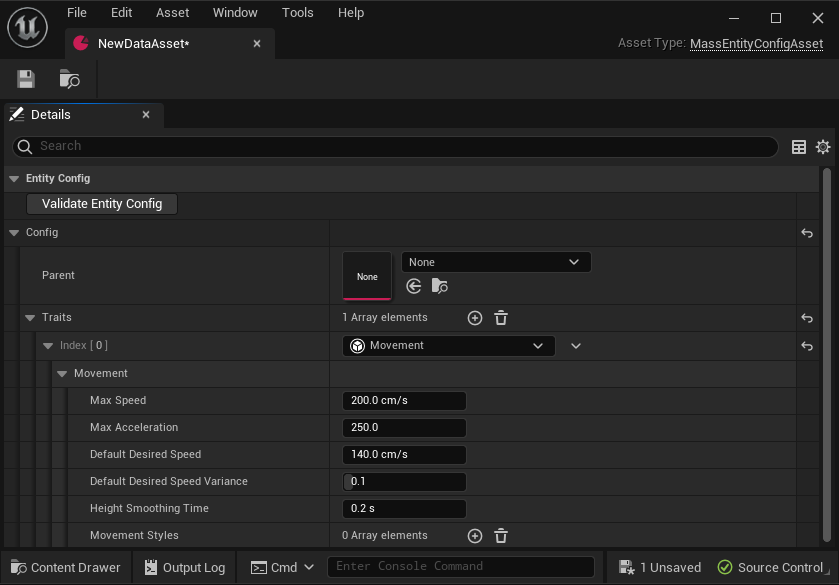 File Edit Asset Window Tools Help
NewDataAsset*
Asset Type: MassEntityConfigAsset
Details
Search
Entity Config
Validate Entity Config
Config
Parent None None
Traits 1 Array elements
Index [ 0 ] Movement
Movement
Max Speed 200.0 cm/s
Max Acceleration 250.0
Default Desired Speed 140.0 cm/s
Default Desired Speed Variance 0.1
Height Smoothing Time 0.2 s
Movement Styles 0 Array elements
Content Drawer Output Log Cmd Enter Console Command 1 Unsaved Source Control